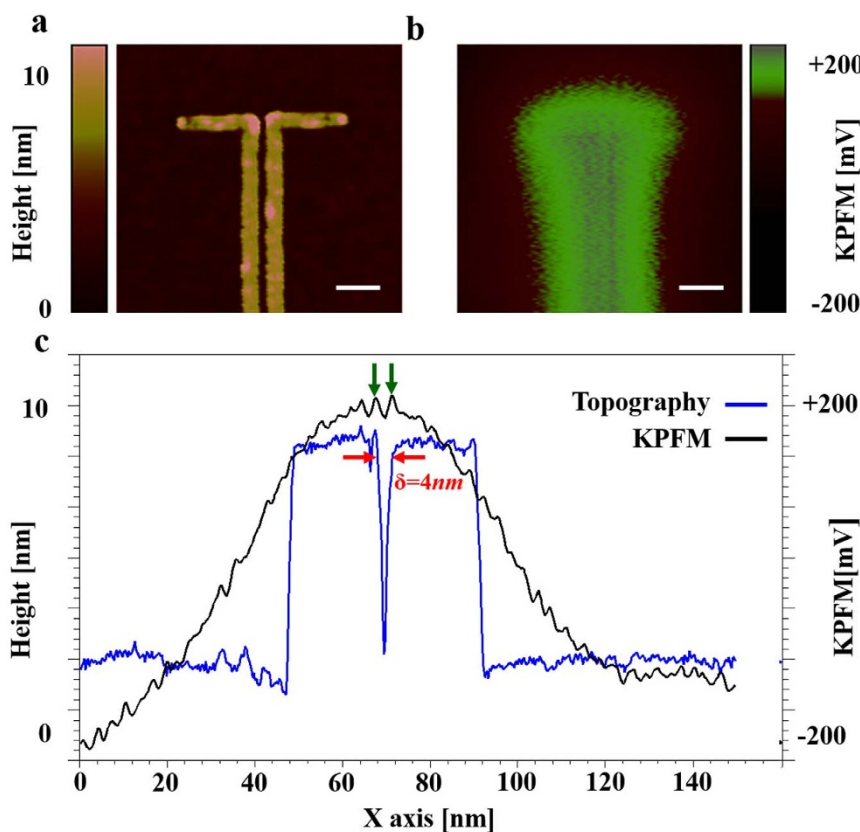 a
b
10
Height [nm]
0
+200
KPFM [mV]
-200
c
10
Height [nm]
0
Topography
KPFM
δ=4nm
+200
KPFM[mV]
-200
0 20 40 60 80 100 120 140
X axis [nm]